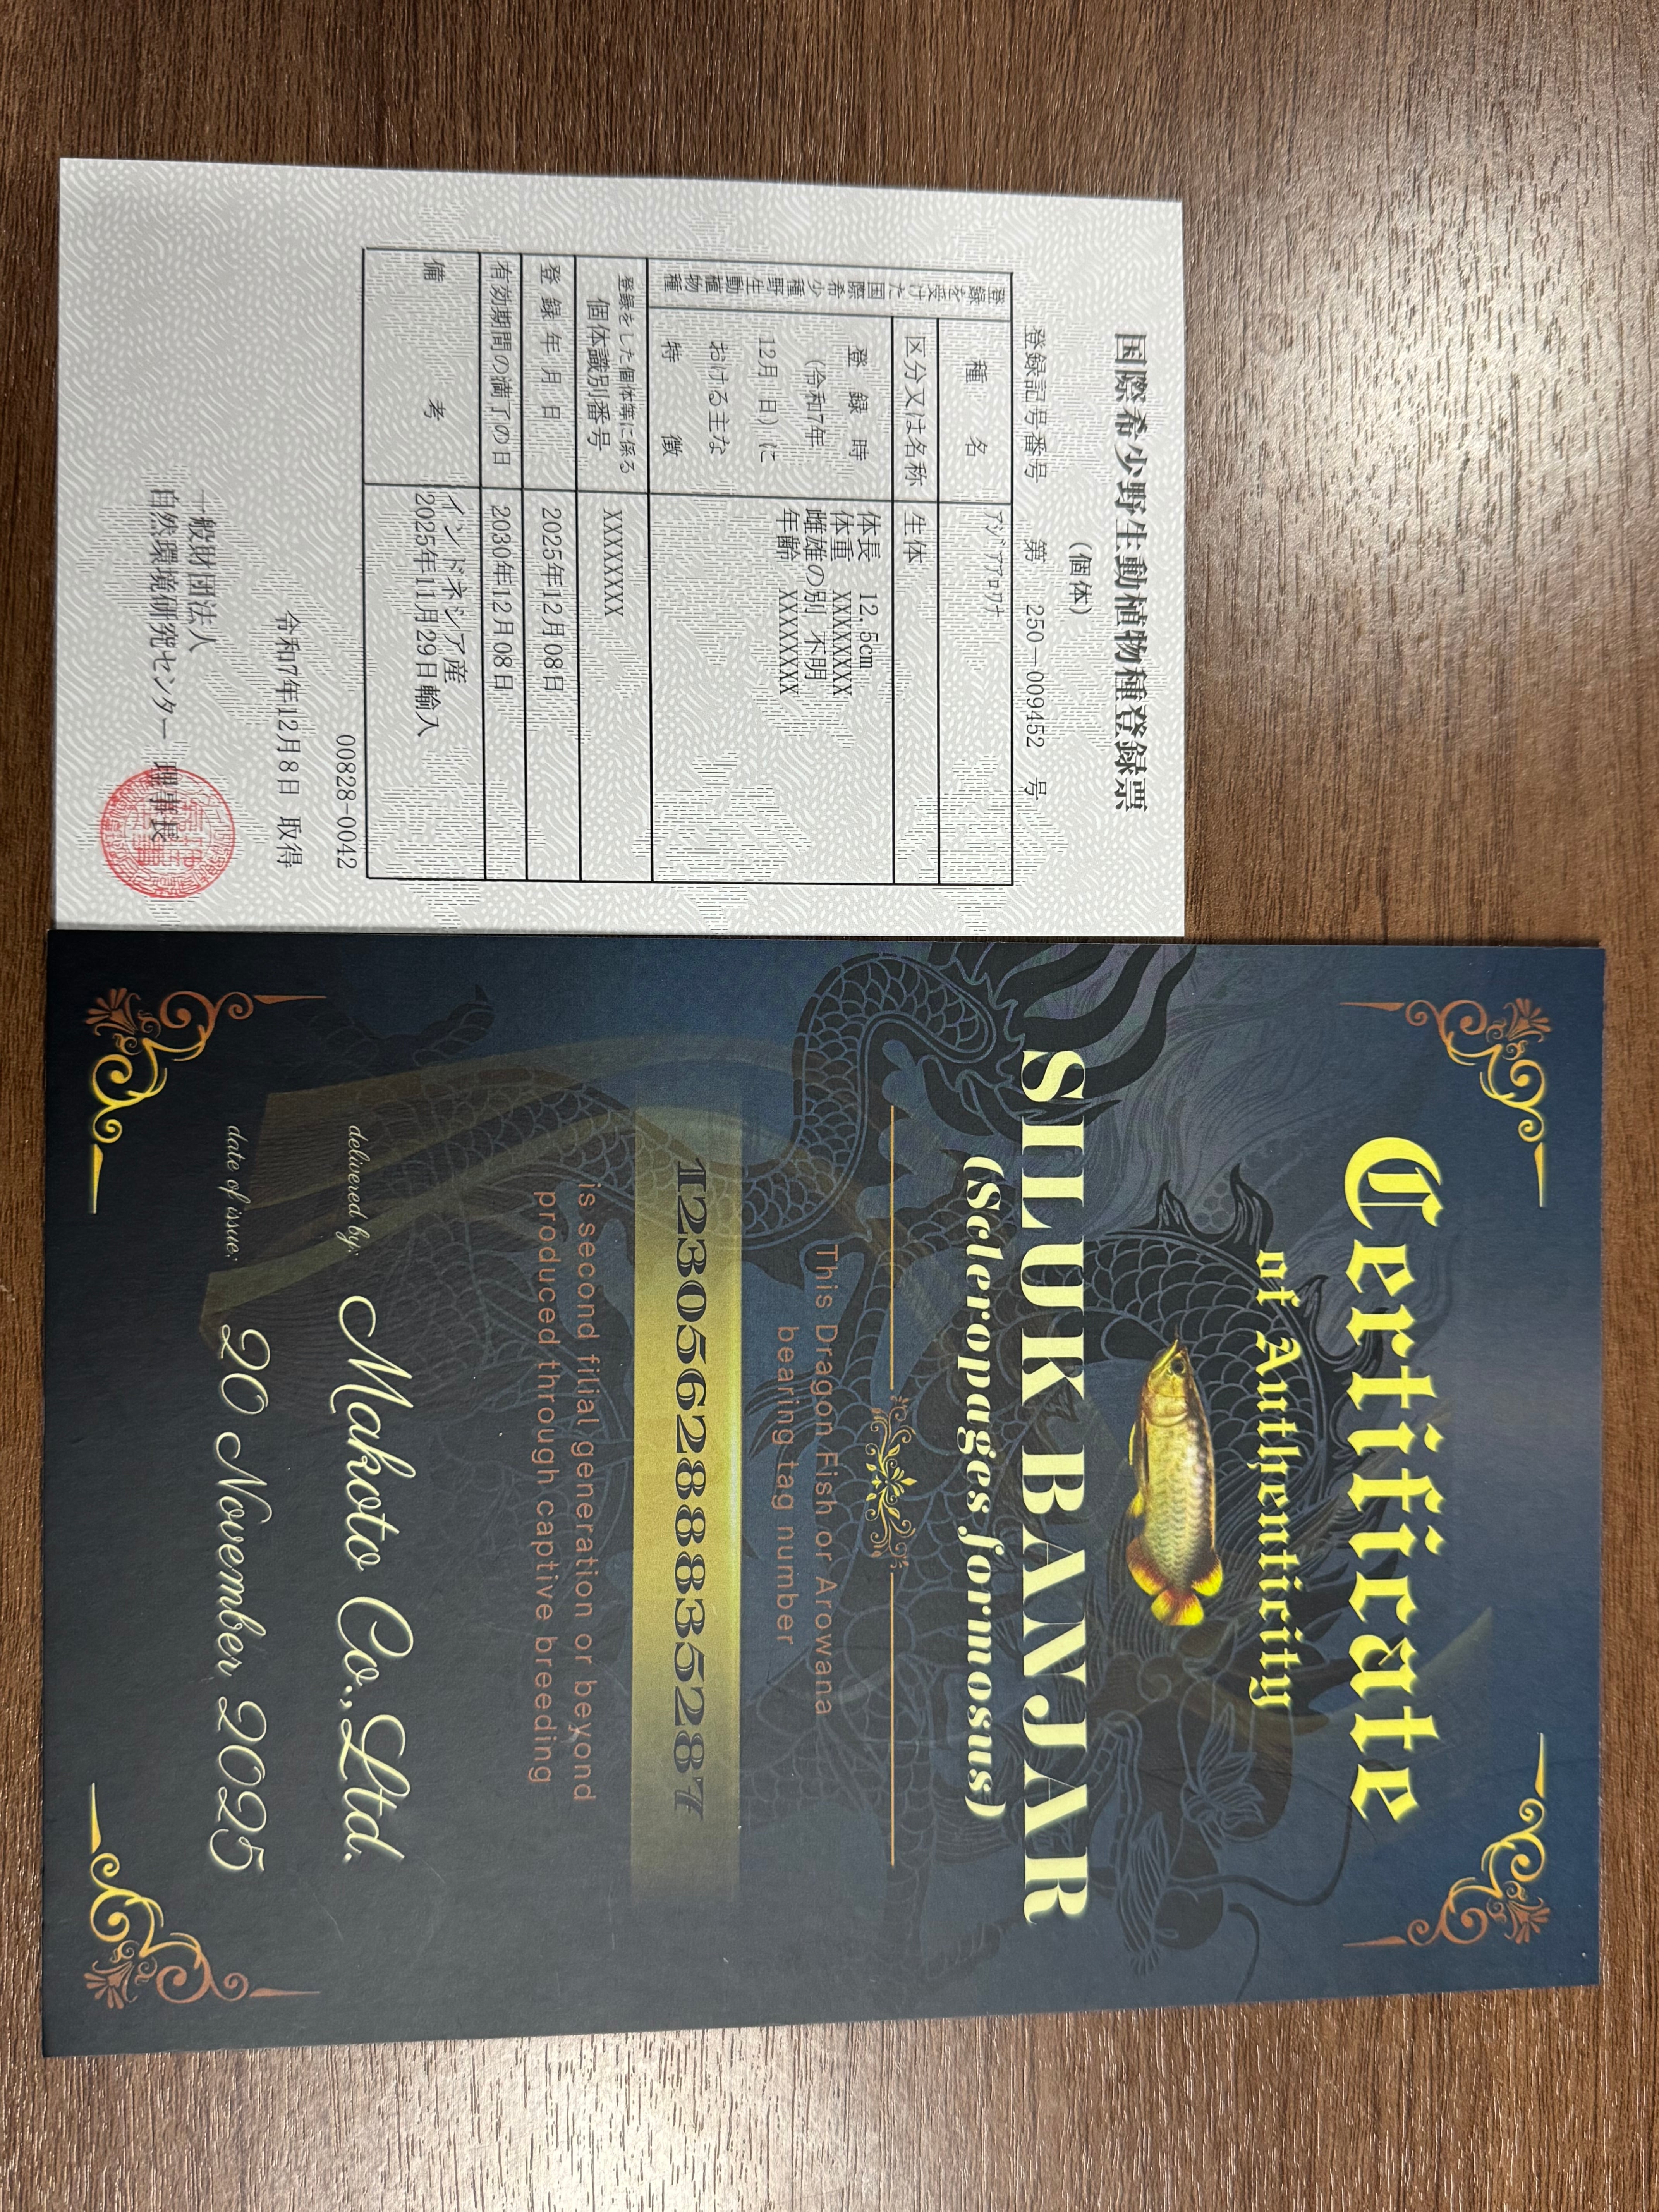 国際希少野生動植物種登録票
(個体)
登録記号番号 第 250-009452 号
登録を受けた国際希少野生動植物種
種名 アジアアロワナ
区分又は名称 生体
登録時
(令和7年
12月 日)に
おける主な
特徴
体長 12.5cm
体重 XXXXXXXX
雌雄の別 不明
年齢 XXXXXXXX
登録をした個体等に係る
個体識別番号 XXXXXXXX
登録年月日 2025年12月08日
有効期間の満了の日 2030年12月08日
備考 インドネシア産
2025年11月29日輸入
00828-0042
令和7年12月8日 取得
一般財団法人
自然環境研究センター 理事長
Certificate
of Authenticity
SILUK BANJAR
(Scleropages formosus)
This Dragon Fish or Arowana
bearing tag number
123056288835287
is second filial generation or beyond
produced through captive breeding
delivered by: Makoto Co.,Ltd.
date of issue: 20 November 2025